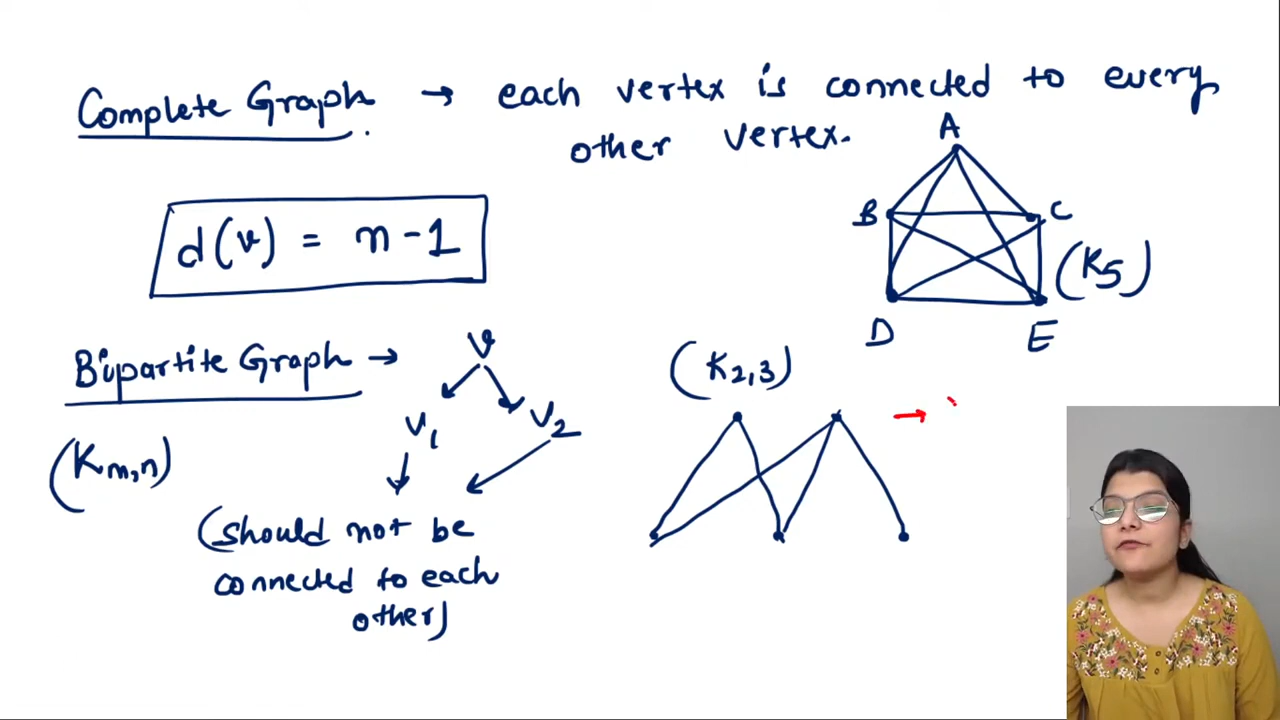 Complete Graph → each vertex is connected to every
other vertex.
A
B
C
d(v) = n-1
(K5)
D
E
Bipartite Graph →
v
(K2,3)
v1
v2
(Km,n)
(should not be
connected to each
other)